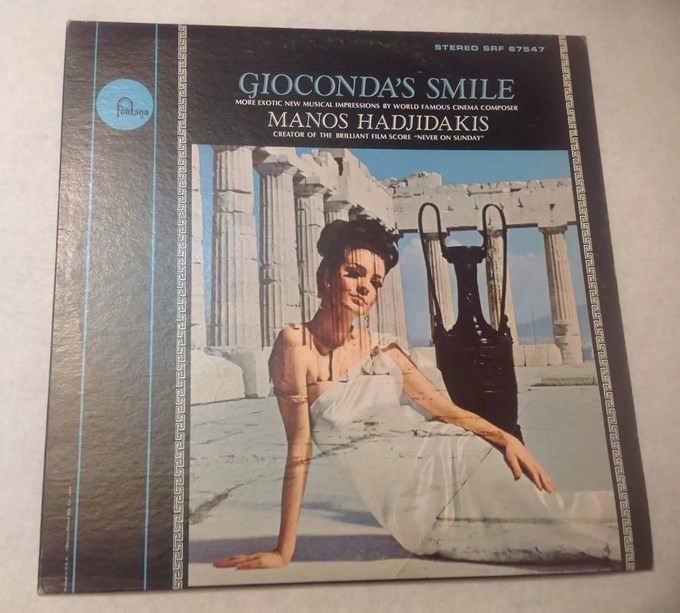 STEREO SRF 67547
fontana
GIOCONDA'S SMILE
MORE EXOTIC NEW MUSICAL IMPRESSIONS BY WORLD FAMOUS CINEMA COMPOSER
MANOS HADJIDAKIS
CREATOR OF THE BRILLIANT FILM SCORE "NEVER ON SUNDAY"